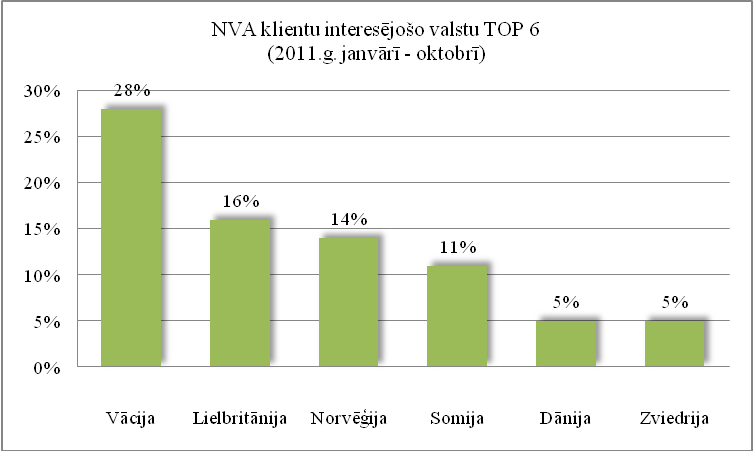 NVA klientu interesējošo valstu TOP 6
(2011.g. janvārī - oktobrī)
30%
25%
20%
15%
10%
5%
0%
28%
16%
14%
11%
5%
5%
Vācija
Lielbritānija
Norvēģija
Somija
Dānija
Zviedrija